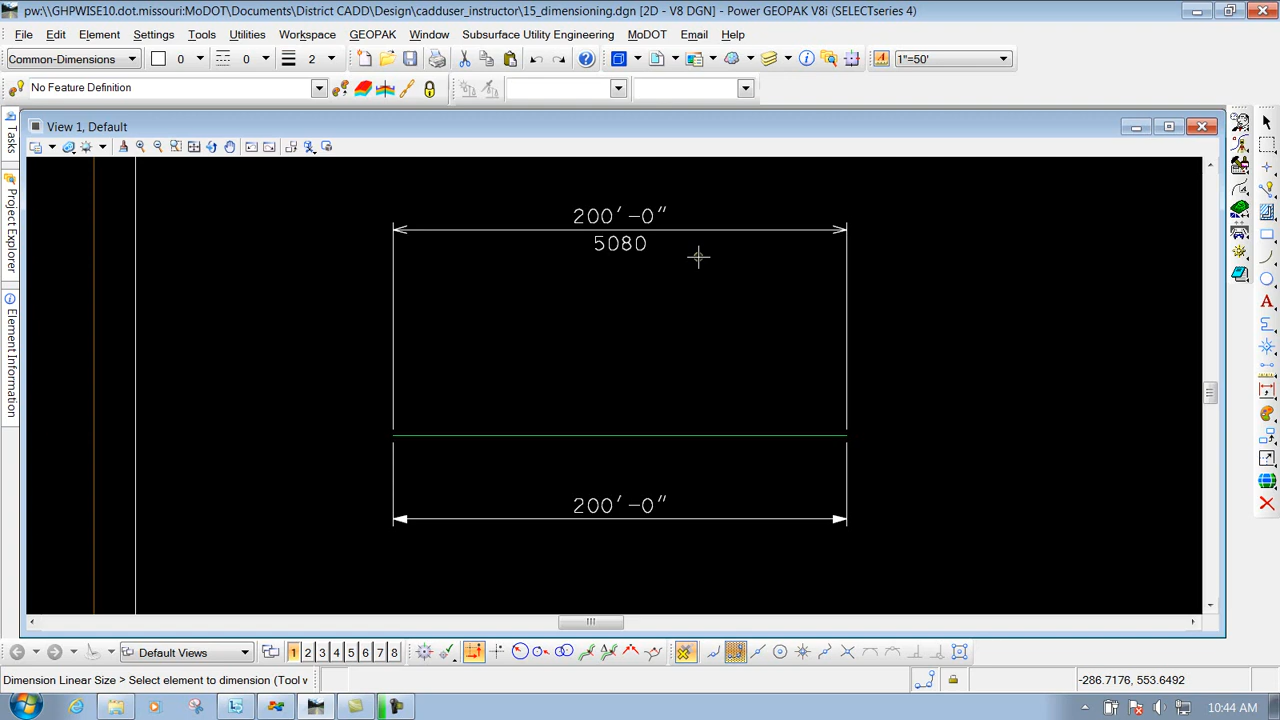 pw:\\GHPWISE10.dot.missouri:MoDOT\Documents\District CADD\Design\cadduser_instructor\15_dimensioning.dgn [2D - V8 DGN] - Power GEOPAK V8i (SELECTseries 4)
File Edit Element Settings Tools Utilities Workspace GEOPAK Window Subsurface Utility Engineering MoDOT Email Help
Common-Dimensions 0 0 2 1"=50'
No Feature Definition
View 1, Default
Tasks
Project Explorer
Element Information
200'-0"
5080
200'-0"
Default Views 1 2 3 4 5 6 7 8
Dimension Linear Size > Select element to dimension (Tool v -286.7176, 553.6492
10:44 AM